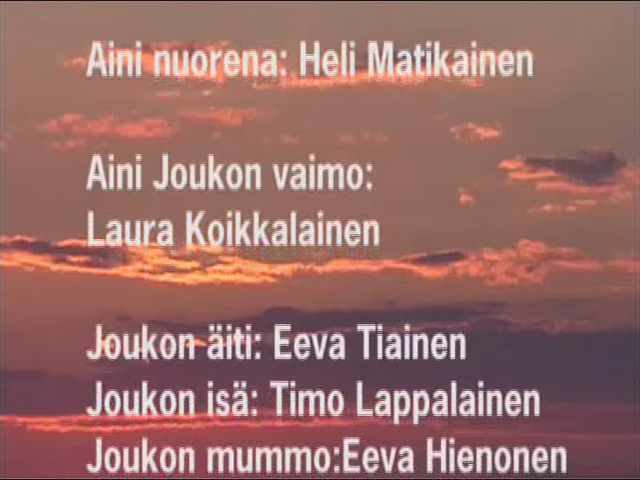 Aini nuorena: Heli Matikainen
Aini Joukon vaimo:
Laura Koikkalainen
Joukon äiti: Eeva Tiainen
Joukon isä: Timo Lappalainen
Joukon mummo:Eeva Hienonen